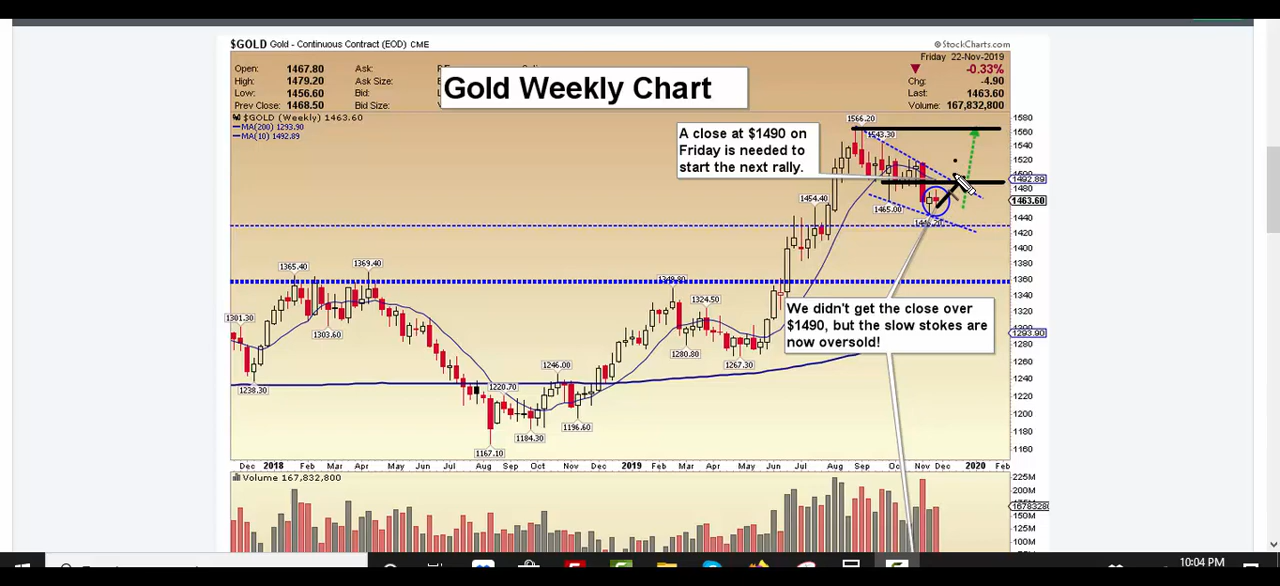 $GOLD Gold - Continuous Contract (EOD) CME
© StockCharts.com
Friday 22-Nov-2019
Open: 1467.80 Ask:
-0.33%
High: 1479.20 Ask Size:
Chg: -4.90
Low: 1456.60 Bid:
Last: 1463.60
Prev Close: 1468.50 Bid Size:
Volume: 167,832,800
Gold Weekly Chart
$GOLD (Weekly) 1463.60
MA(200) 1293.90
MA(10) 1492.89
A close at $1490 on
Friday is needed to
start the next rally.
We didn't get the close over
$1490, but the slow stokes are
now oversold!
1566.20
1543.30
1454.40
1465.00
1365.40
1369.40
1348.80
1324.50
1301.30
1303.60
1280.80
1267.30
1246.00
1238.30
1220.70
1196.60
1184.30
1167.10
1580
1560
1540
1520
1492.89
1480
1463.60
1440
1420
1400
1380
1360
1340
1320
1293.90
1280
1260
1240
1220
1200
1180
1160
Dec 2018 Feb Mar Apr May Jun Jul Aug Sep Oct Nov Dec 2019 Feb Mar Apr May Jun Jul Aug Sep Oct Nov Dec 2020 Feb
Volume 167,832,800
225M
200M
175M
16783280
125M
100M
10:04 PM